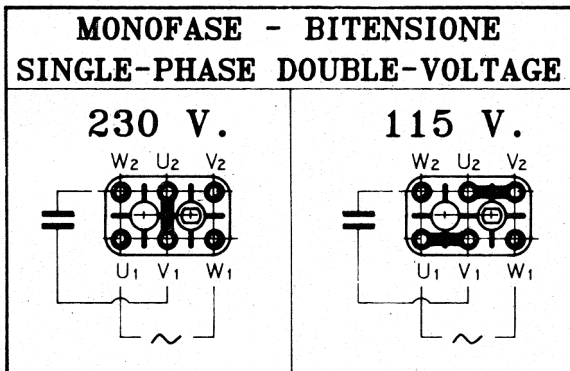 MONOFASE - BITENSIONE
SINGLE-PHASE DOUBLE-VOLTAGE
230 V.
W2 U2 V2
U1 V1 W1
115 V.
W2 U2 V2
U1 V1 W1